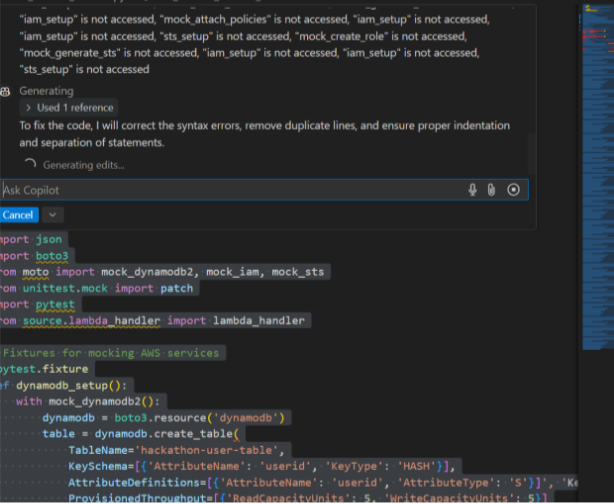 "iam_setup" is not accessed, "mock_attach_policies" is not accessed, "iam_setup" is not accessed,
"iam_setup" is not accessed, "sts_setup" is not accessed, "mock_create_role" is not accessed,
"mock_generate_sts" is not accessed, "iam_setup" is not accessed, "iam_setup" is not accessed,
"sts_setup" is not accessed
Generating
> Used 1 reference
To fix the code, I will correct the syntax errors, remove duplicate lines, and ensure proper indentation
and separation of statements.
Generating edits...
Ask Copilot
Cancel
mport json
mport boto3
rom moto import mock_dynamodb2, mock_iam, mock_sts
rom unittest.mock import patch
mport pytest
rom source.lambda_handler import lambda_handler
Fixtures for mocking AWS services
pytest.fixture
ef dynamodb_setup():
with mock_dynamodb2():
dynamodb = boto3.resource('dynamodb')
table = dynamodb.create_table(
TableName='hackathon-user-table',
KeySchema=[{'AttributeName': 'userid', 'KeyType': 'HASH'}],
AttributeDefinitions=[{'AttributeName': 'userid', 'AttributeType': 'S'}]', 'Ke
ProvisionedThroughput=[{'ReadCapacityUnits': 5, 'WriteCapacityUnits': 5}]'